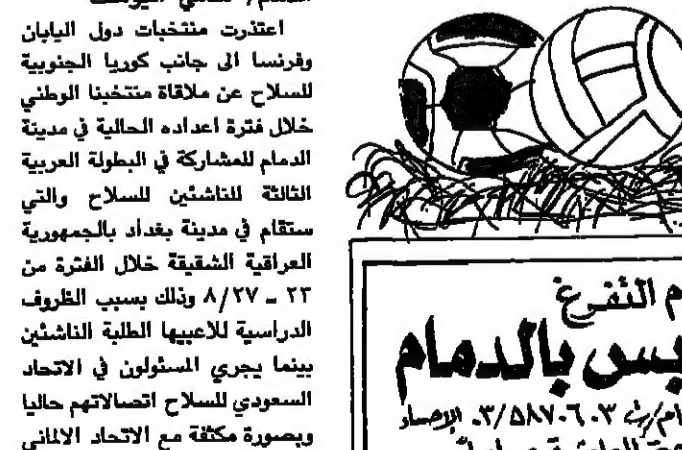 اعتذرت منتخبات دول اليابان
وفرنسا الى جانب كوريا الجنوبية
للسلاح عن ملاقاة منتخبنا الوطني
خلال فترة اعداده الحالية في مدينة
الدمام للمشاركة في البطولة العربية
الثالثة للناشئين للسلاح والتي
ستقام في مدينة بغداد بالجمهورية
العراقية الشقيقة خلال الفترة من
٢٣ ـ ٨/٢٧ وذلك بسبب الظروف
الدراسية للاعبيها الطلبة الناشئين
بينما يجري المسئولون في الاتحاد
السعودي للسلاح اتصالاتهم حاليا
وبصورة مكثفة مع الاتحاد الالماني
م التفرغ
بس بالدمام